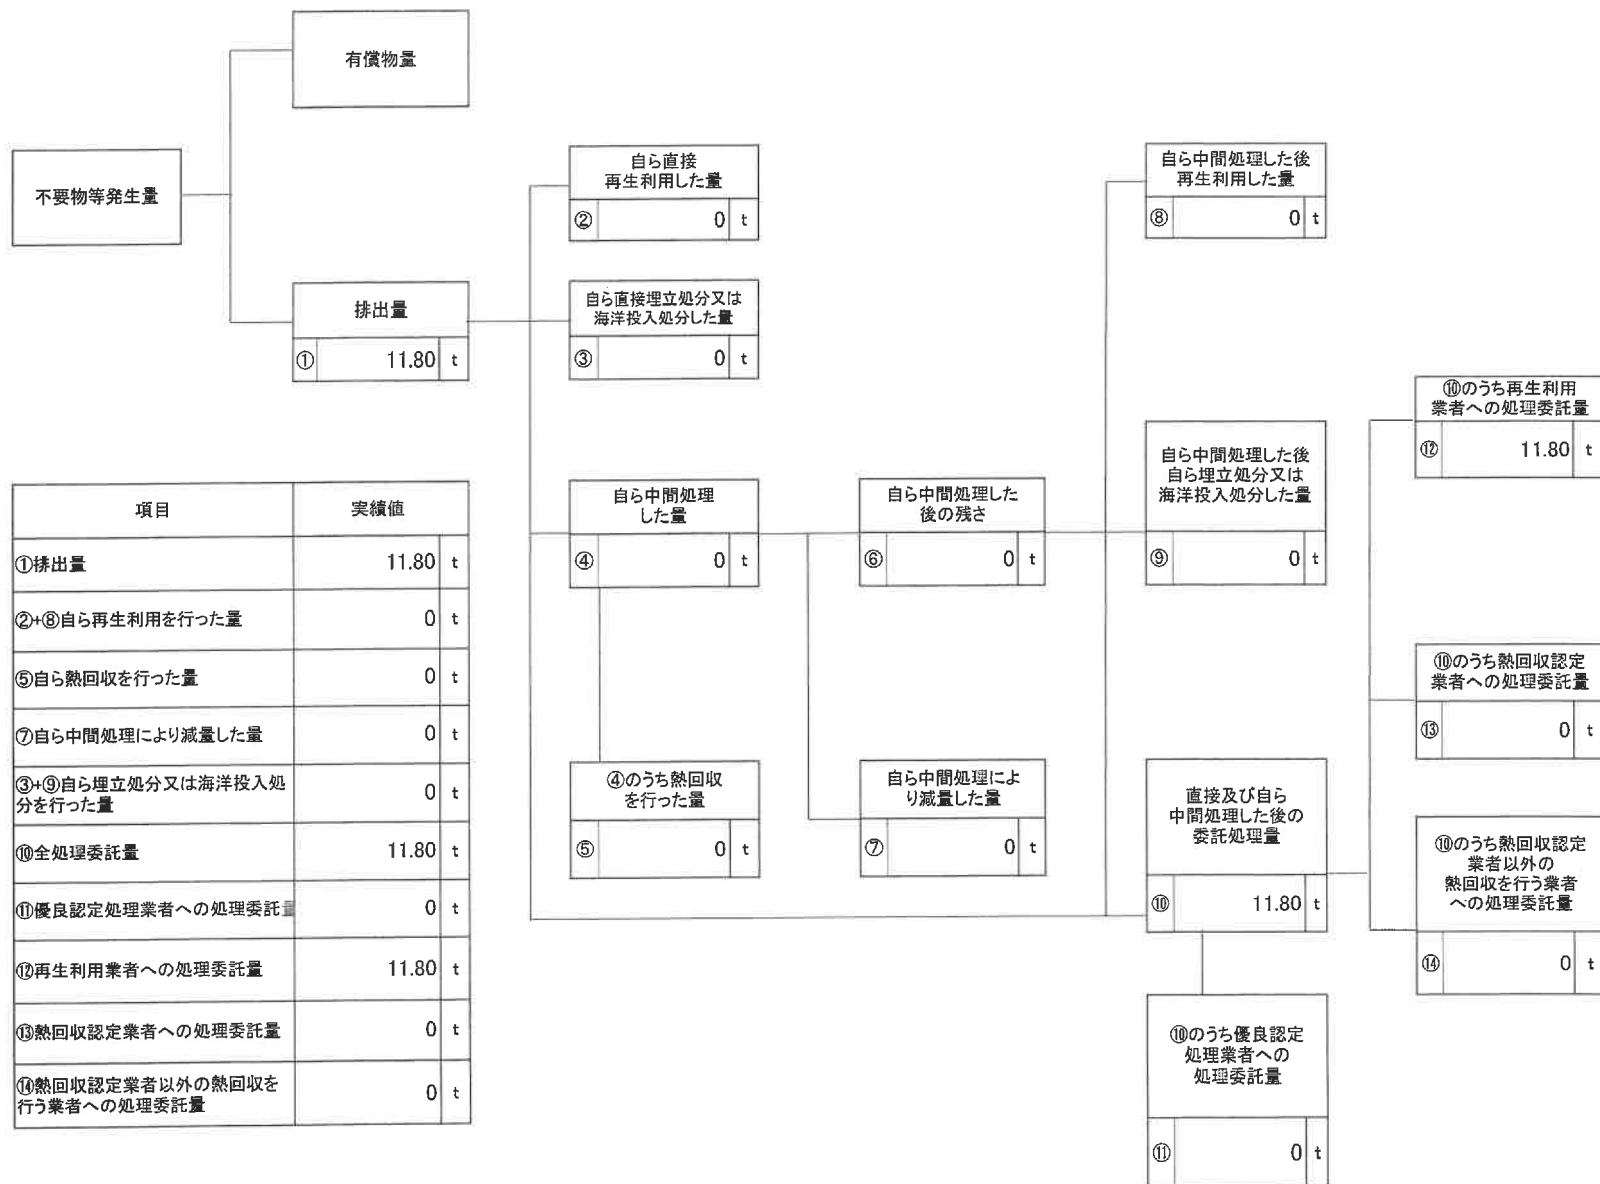 有償物量
不要物等発生量
排出量
① 11.80 t
自ら直接
再生利用した量
② 0 t
自ら直接埋立処分又は
海洋投入処分した量
③ 0 t
自ら中間処理
した量
④ 0 t
④のうち熱回収
を行った量
⑤ 0 t
自ら中間処理した
後の残さ
⑥ 0 t
自ら中間処理によ
り減量した量
⑦ 0 t
自ら中間処理した後
再生利用した量
⑧ 0 t
自ら中間処理した後
自ら埋立処分又は
海洋投入処分した量
⑨ 0 t
直接及び自ら
中間処理した後の
委託処理量
⑩ 11.80 t
⑩のうち優良認定
処理業者への
処理委託量
⑪ 0 t
⑩のうち再生利用
業者への処理委託量
⑫ 11.80 t
⑩のうち熱回収認定
業者への処理委託量
⑬ 0 t
⑩のうち熱回収認定
業者以外の
熱回収を行う業者
への処理委託量
⑭ 0 t
項目 実績値
①排出量 11.80 t
②+⑧自ら再生利用を行った量 0 t
⑤自ら熱回収を行った量 0 t
⑦自ら中間処理により減量した量 0 t
③+⑨自ら埋立処分又は海洋投入処
分を行った量 0 t
⑩全処理委託量 11.80 t
⑪優良認定処理業者への処理委託量 0 t
⑫再生利用業者への処理委託量 11.80 t
⑬熱回収認定業者への処理委託量 0 t
⑭熱回収認定業者以外の熱回収を
行う業者への処理委託量 0 t